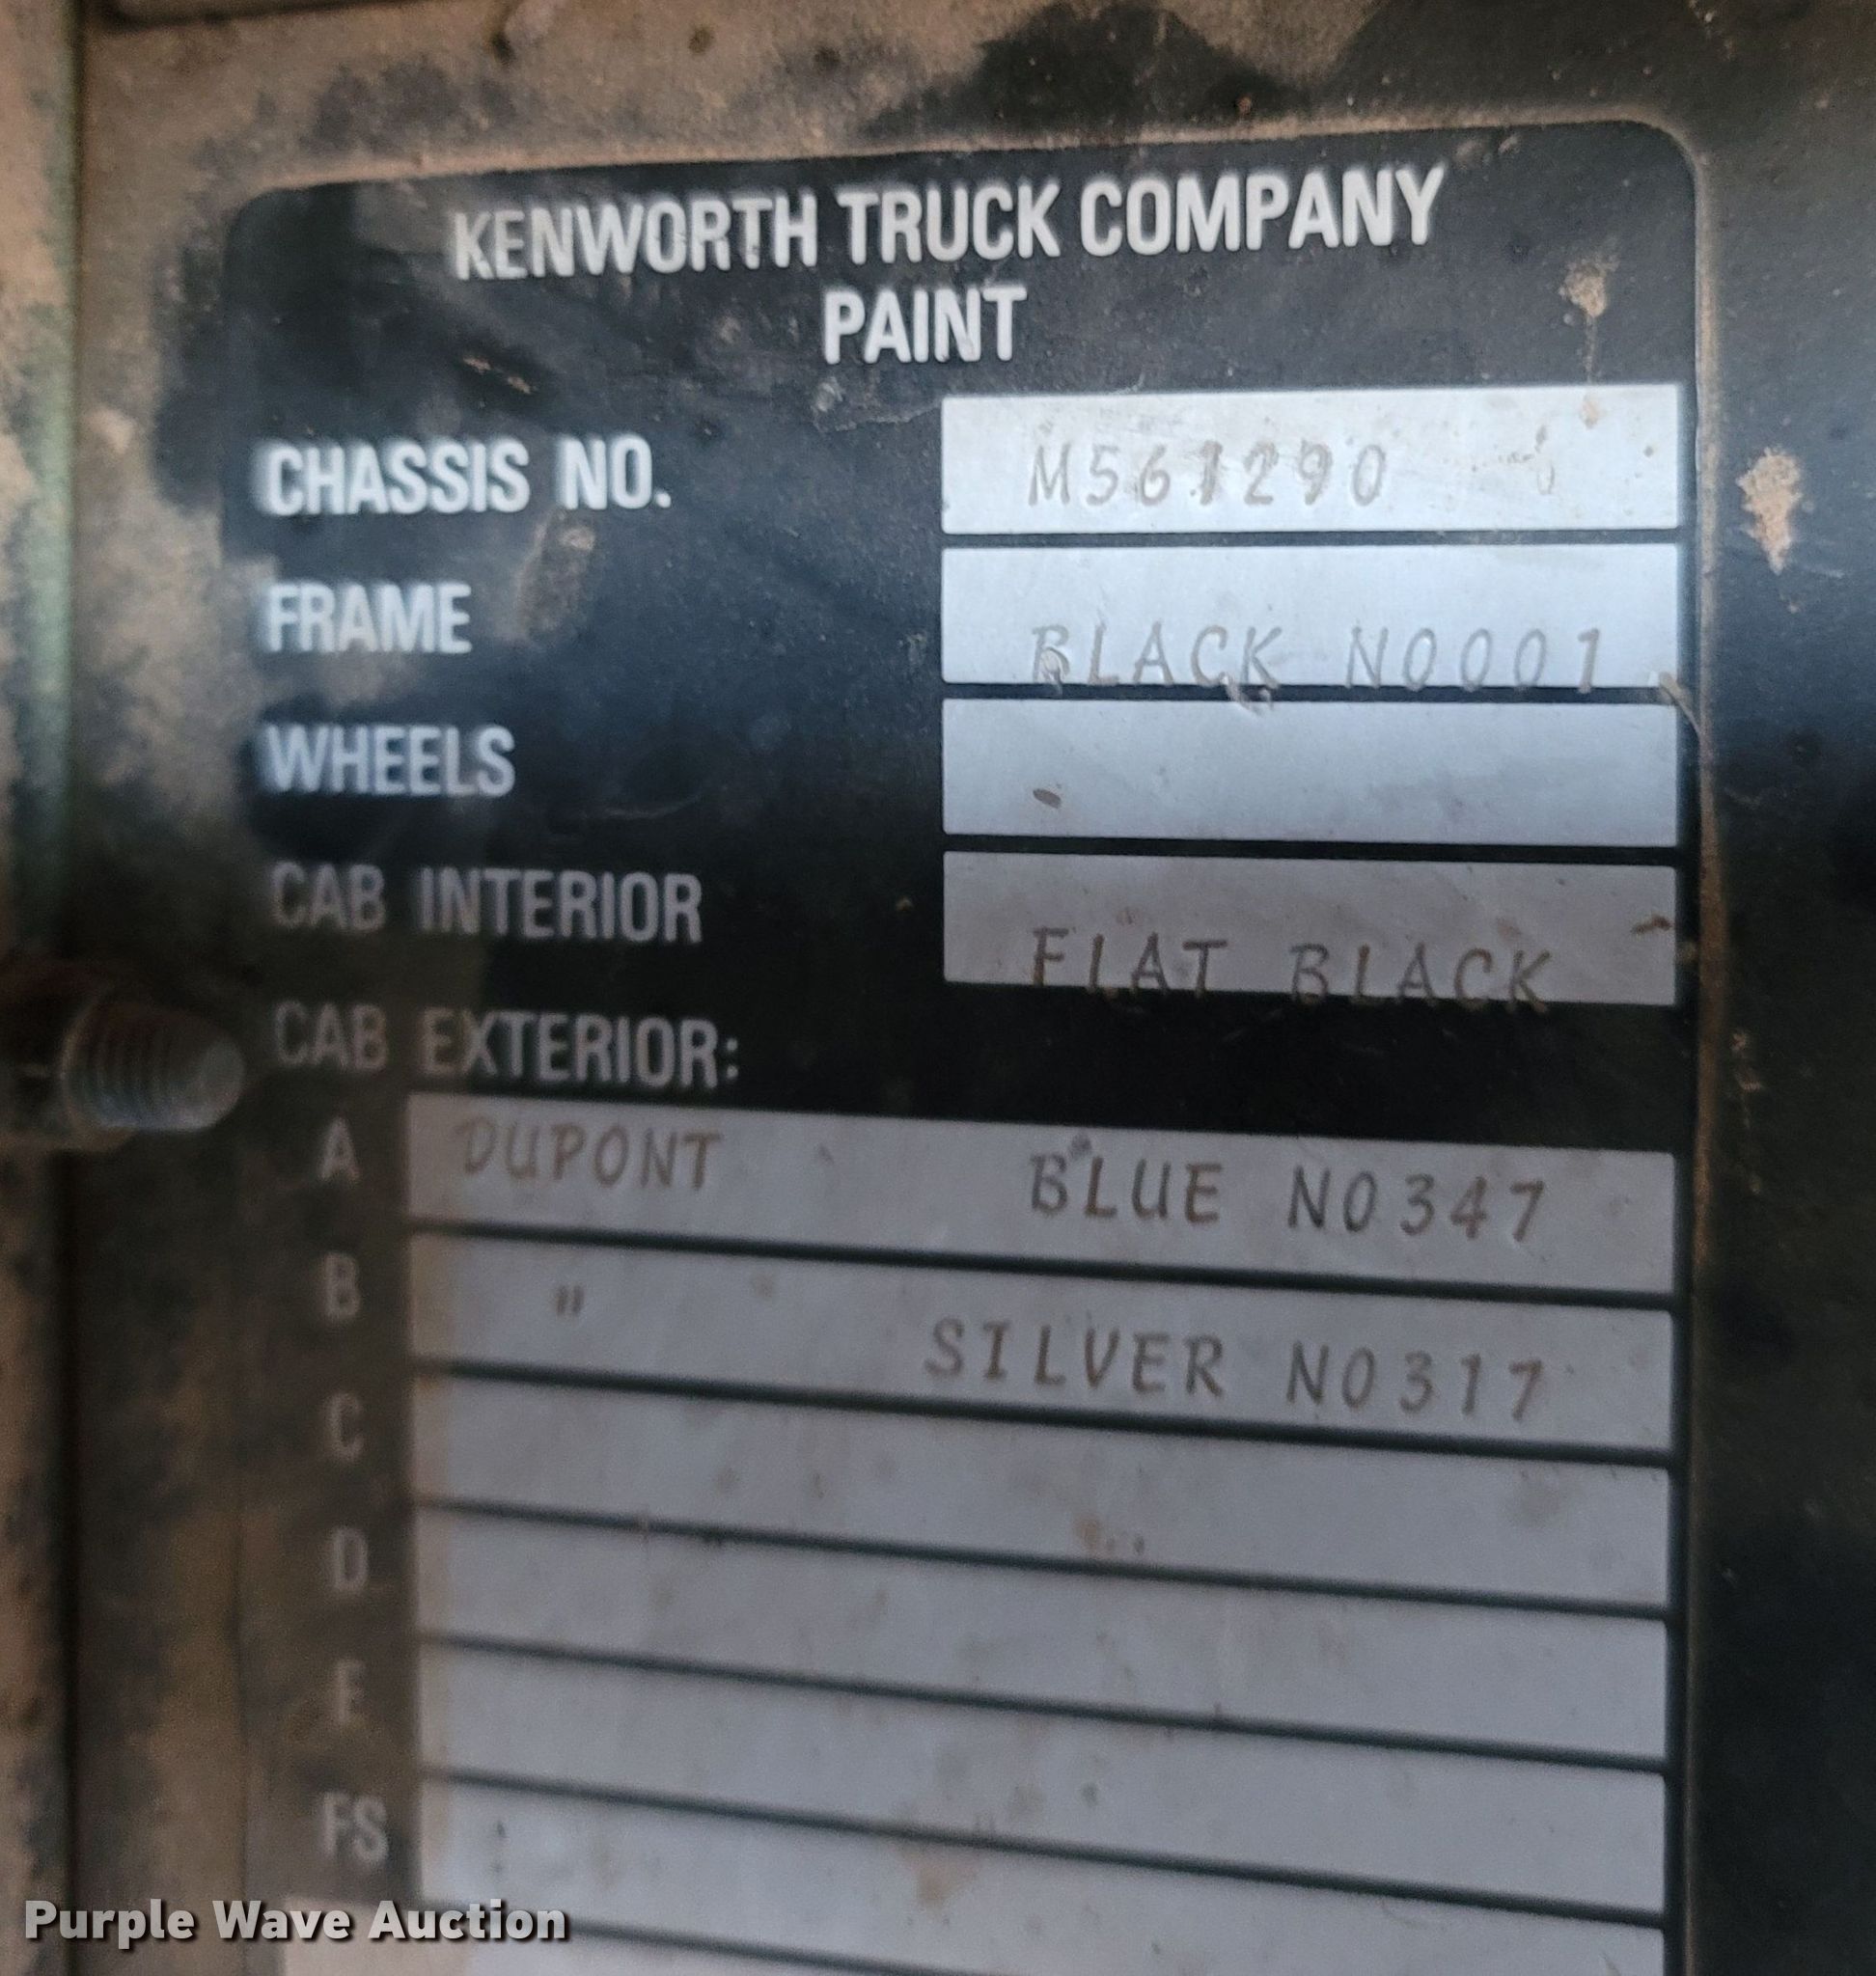 KENWORTH TRUCK COMPANY
PAINT
CHASSIS NO. M561290
FRAME BLACK N0001
WHEELS
CAB INTERIOR FLAT BLACK
CAB EXTERIOR:
A DUPONT BLUE N0347
B " SILVER N0317
C
D
F
FS
Purple Wave Auction